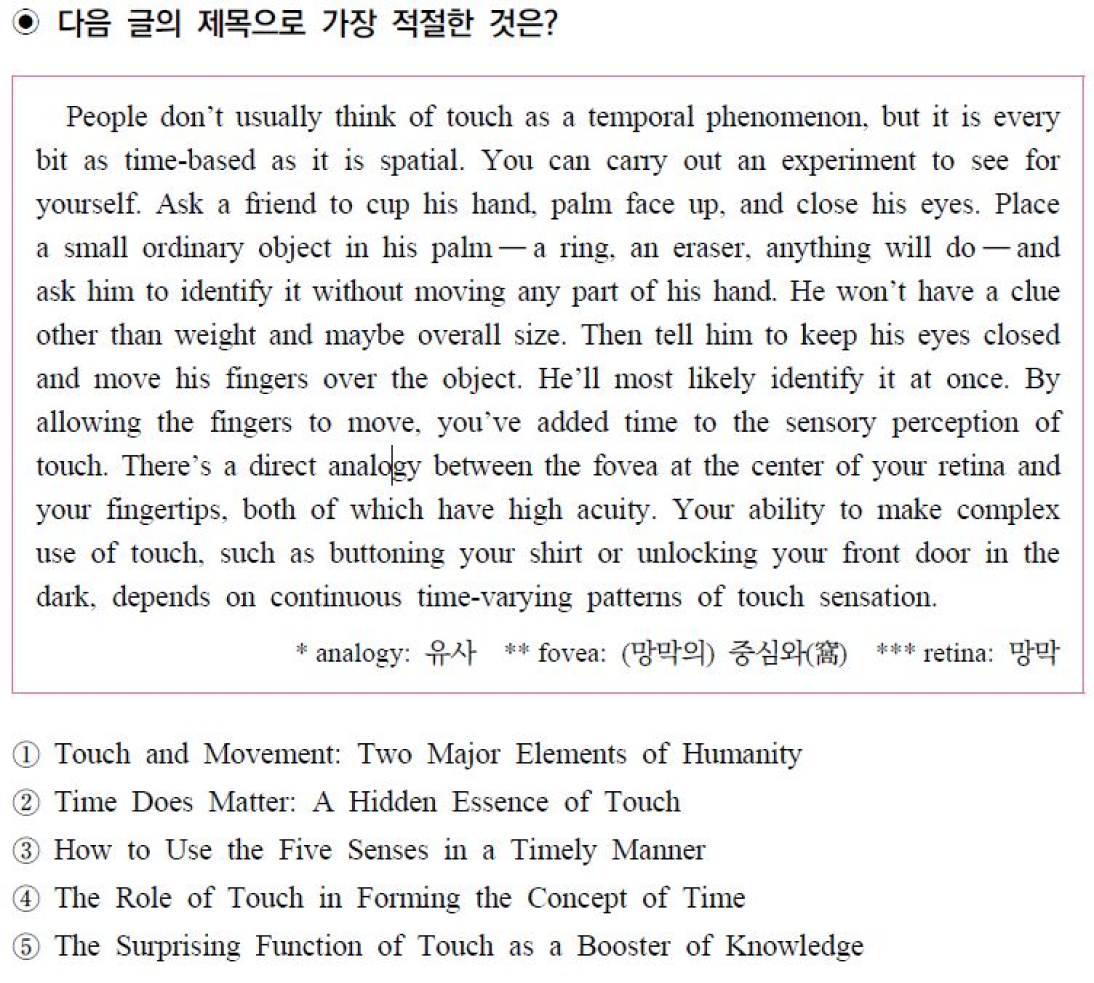 ◉ 다음 글의 제목으로 가장 적절한 것은?
People don’t usually think of touch as a temporal phenomenon, but it is every
bit as time-based as it is spatial. You can carry out an experiment to see for
yourself. Ask a friend to cup his hand, palm face up, and close his eyes. Place
a small ordinary object in his palm — a ring, an eraser, anything will do — and
ask him to identify it without moving any part of his hand. He won’t have a clue
other than weight and maybe overall size. Then tell him to keep his eyes closed
and move his fingers over the object. He’ll most likely identify it at once. By
allowing the fingers to move, you’ve added time to the sensory perception of
touch. There’s a direct analogy between the fovea at the center of your retina and
your fingertips, both of which have high acuity. Your ability to make complex
use of touch, such as buttoning your shirt or unlocking your front door in the
dark, depends on continuous time-varying patterns of touch sensation.
* analogy: 유사 ** fovea: (망막의) 중심와(窩) *** retina: 망막
① Touch and Movement: Two Major Elements of Humanity
② Time Does Matter: A Hidden Essence of Touch
③ How to Use the Five Senses in a Timely Manner
④ The Role of Touch in Forming the Concept of Time
⑤ The Surprising Function of Touch as a Booster of Knowledge